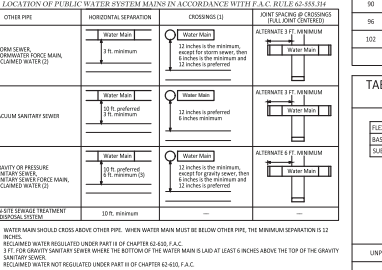 LOCATION OF PUBLIC WATER SYSTEM MAINS IN ACCORDANCE WITH F.A.C. RULE 62-555.314
OTHER PIPE
HORIZONTAL SEPARATION
CROSSINGS (1)
JOINT SPACING @ CROSSINGS
(FULL JOINT CENTERED)
ORM SEWER,
ORMWATER FORCE MAIN,
CLAIMED WATER (2)
Water Main
3 ft. minimum
Water Main
12 inches is the minimum,
except for storm sewer, then
6 inches is the minimum and
12 inches is preferred
ALTERNATE 3 FT. MINIMUM
Water Main
ACUUM SANITARY SEWER
Water Main
10 ft. preferred
3 ft. minimum
Water Main
12 inches is preferred
6 inches minimum
ALTERNATE 3 FT. MINIMUM
Water Main
AVITY OR PRESSURE
NITARY SEWER,
NITARY SEWER FORCE MAIN,
CLAIMED WATER (2)
Water Main
10 ft. preferred
6 ft. minimum (3)
Water Main
12 inches is the minimum,
except for gravity sewer, then
6 inches is the minimum and
12 inches is preferred
ALTERNATE 6 FT. MINIMUM
Water Main
N-SITE SEWAGE TREATMENT
DISPOSAL SYSTEM
10 ft. minimum
—
—
WATER MAIN SHOULD CROSS ABOVE OTHER PIPE. WHEN WATER MAIN MUST BE BELOW OTHER PIPE, THE MINIMUM SEPARATION IS 12
INCHES.
RECLAIMED WATER REGULATED UNDER PART III OF CHAPTER 62-610, F.A.C.
3 FT. FOR GRAVITY SANITARY SEWER WHERE THE BOTTOM OF THE WATER MAIN IS LAID AT LEAST 6 INCHES ABOVE THE TOP OF THE GRAVITY
SANITARY SEWER.
RECLAIMED WATER NOT REGULATED UNDER PART III OF CHAPTER 62-610, F.A.C.
90
96
102
TAB
FLE
BAS
SUB
UNP